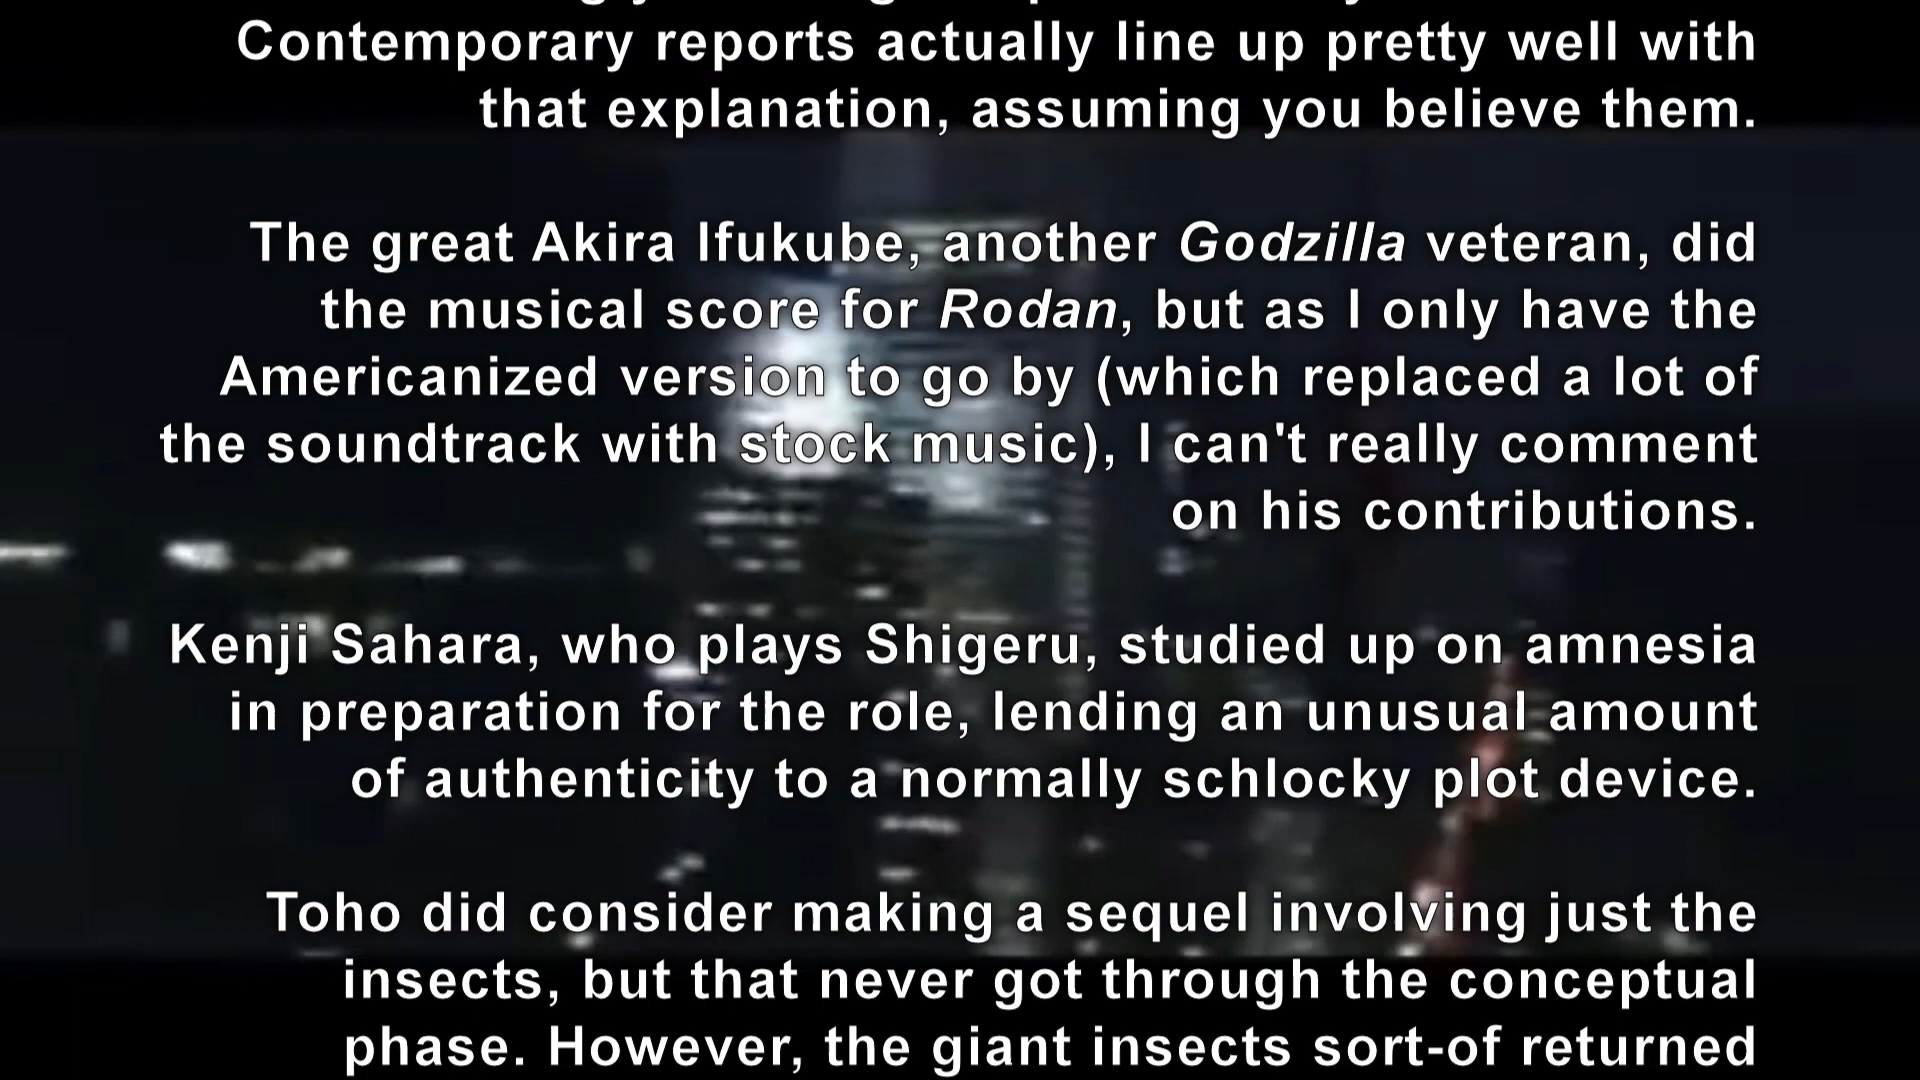 Contemporary reports actually line up pretty well with
that explanation, assuming you believe them.
The great Akira Ifukube, another Godzilla veteran, did
the musical score for Rodan, but as I only have the
Americanized version to go by (which replaced a lot of
the soundtrack with stock music), I can't really comment
on his contributions.
Kenji Sahara, who plays Shigeru, studied up on amnesia
in preparation for the role, lending an unusual amount
of authenticity to a normally schlocky plot device.
Toho did consider making a sequel involving just the
insects, but that never got through the conceptual
phase. However, the giant insects sort-of returned